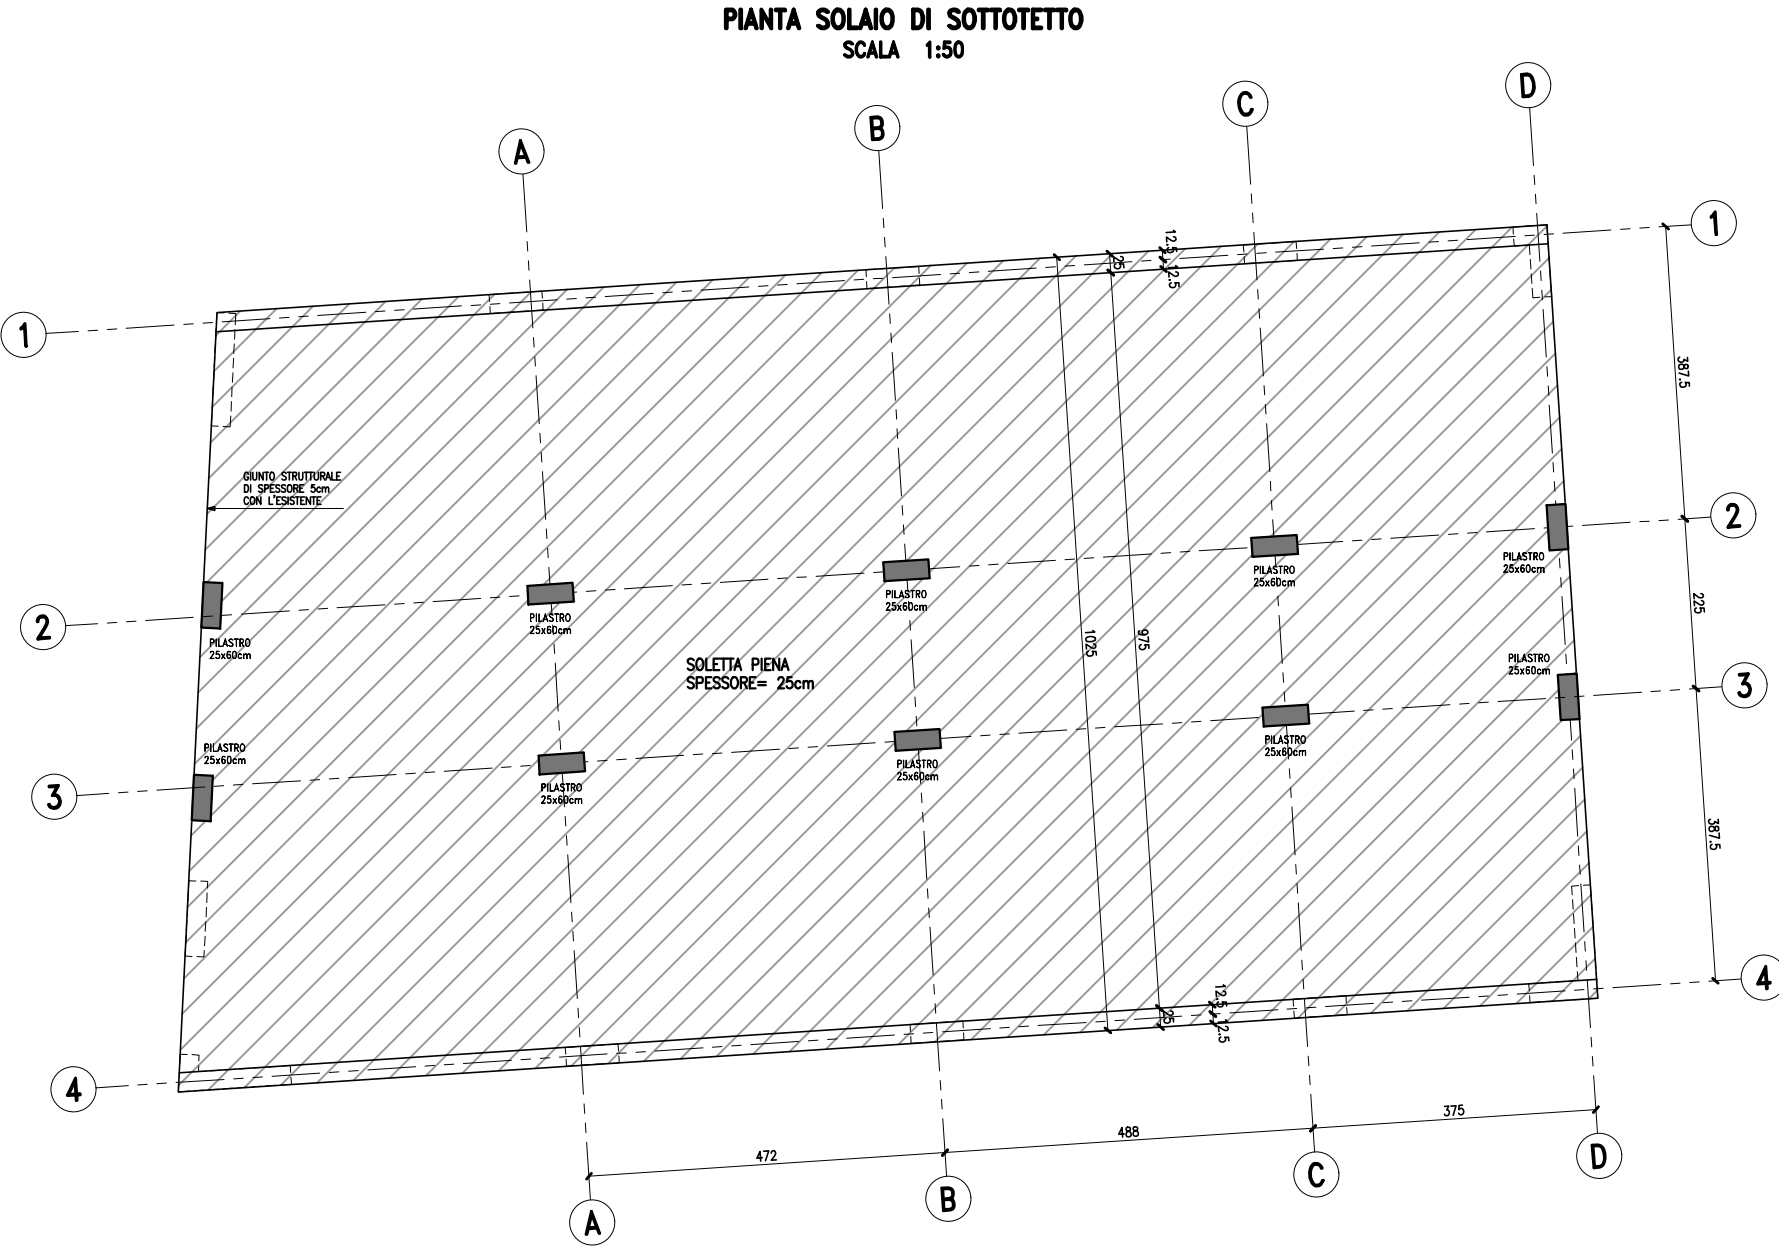 PIANTA SOLAIO DI SOTTOTETTO
SCALA 1:50
A
B
C
D
1
1
12.5
25
12.5
387.5
GIUNTO STRUTTURALE
DI SPESSORE 5cm
CON L'ESISTENTE
2
2
PILASTRO
25x60cm
PILASTRO
25x60cm
PILASTRO
25x60cm
PILASTRO
25x60cm
PILASTRO
25x60cm
225
1025
975
SOLETTA PIENA
SPESSORE= 25cm
PILASTRO
25x60cm
3
3
PILASTRO
25x60cm
PILASTRO
25x60cm
PILASTRO
25x60cm
PILASTRO
25x60cm
387.5
12.5
25
12.5
4
4
472
488
375
A
B
C
D